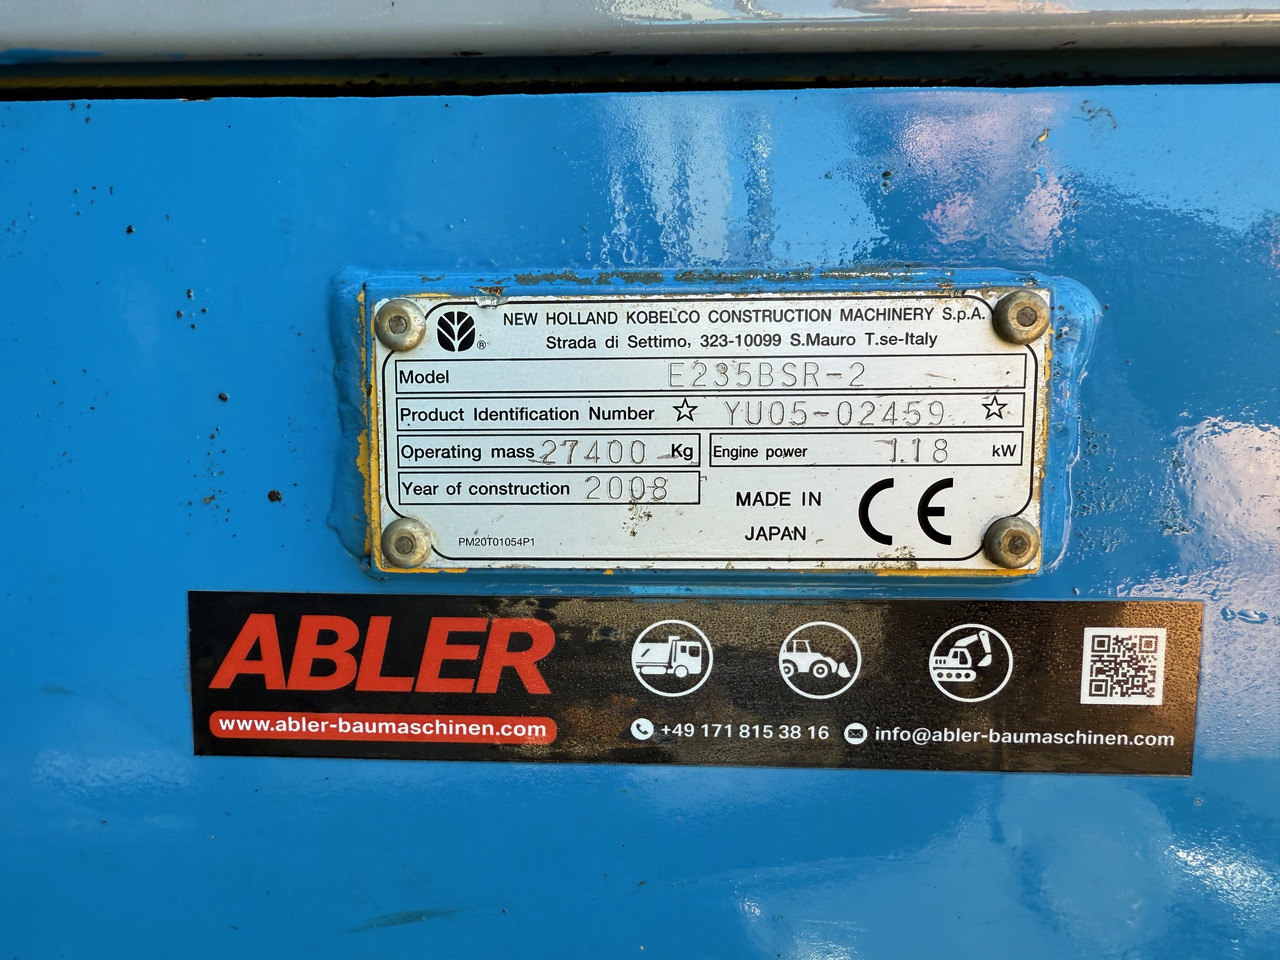 NEW HOLLAND KOBELCO CONSTRUCTION MACHINERY S.p.A.
Strada di Settimo, 323-10099 S.Mauro T.se-Italy
®
Model E235BSR-2
Product Identification Number ☆ YU05-02459 ☆
Operating mass 27400 Kg
Engine power 118 kW
Year of construction 2008
MADE IN
JAPAN
CE
PM20T01054P1
ABLER
www.abler-baumaschinen.com
+49 171 815 38 16
info@abler-baumaschinen.com